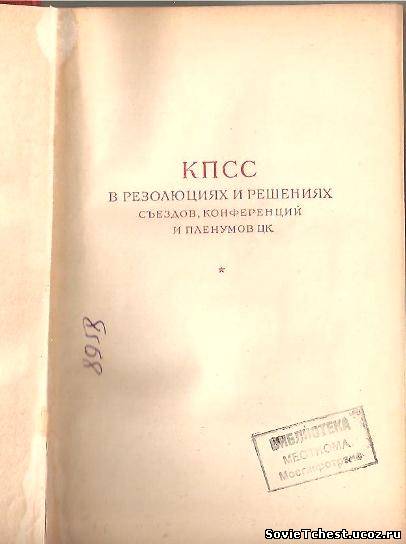 КПСС
В РЕЗОЛЮЦИЯХ И РЕШЕНИЯХ
СЪЕЗДОВ, КОНФЕРЕНЦИЙ
И ПЛЕНУМОВ ЦК
*
8958
БИБЛИОТЕКА
МЕСТКОМА
SovieTchest.ucoz.ru